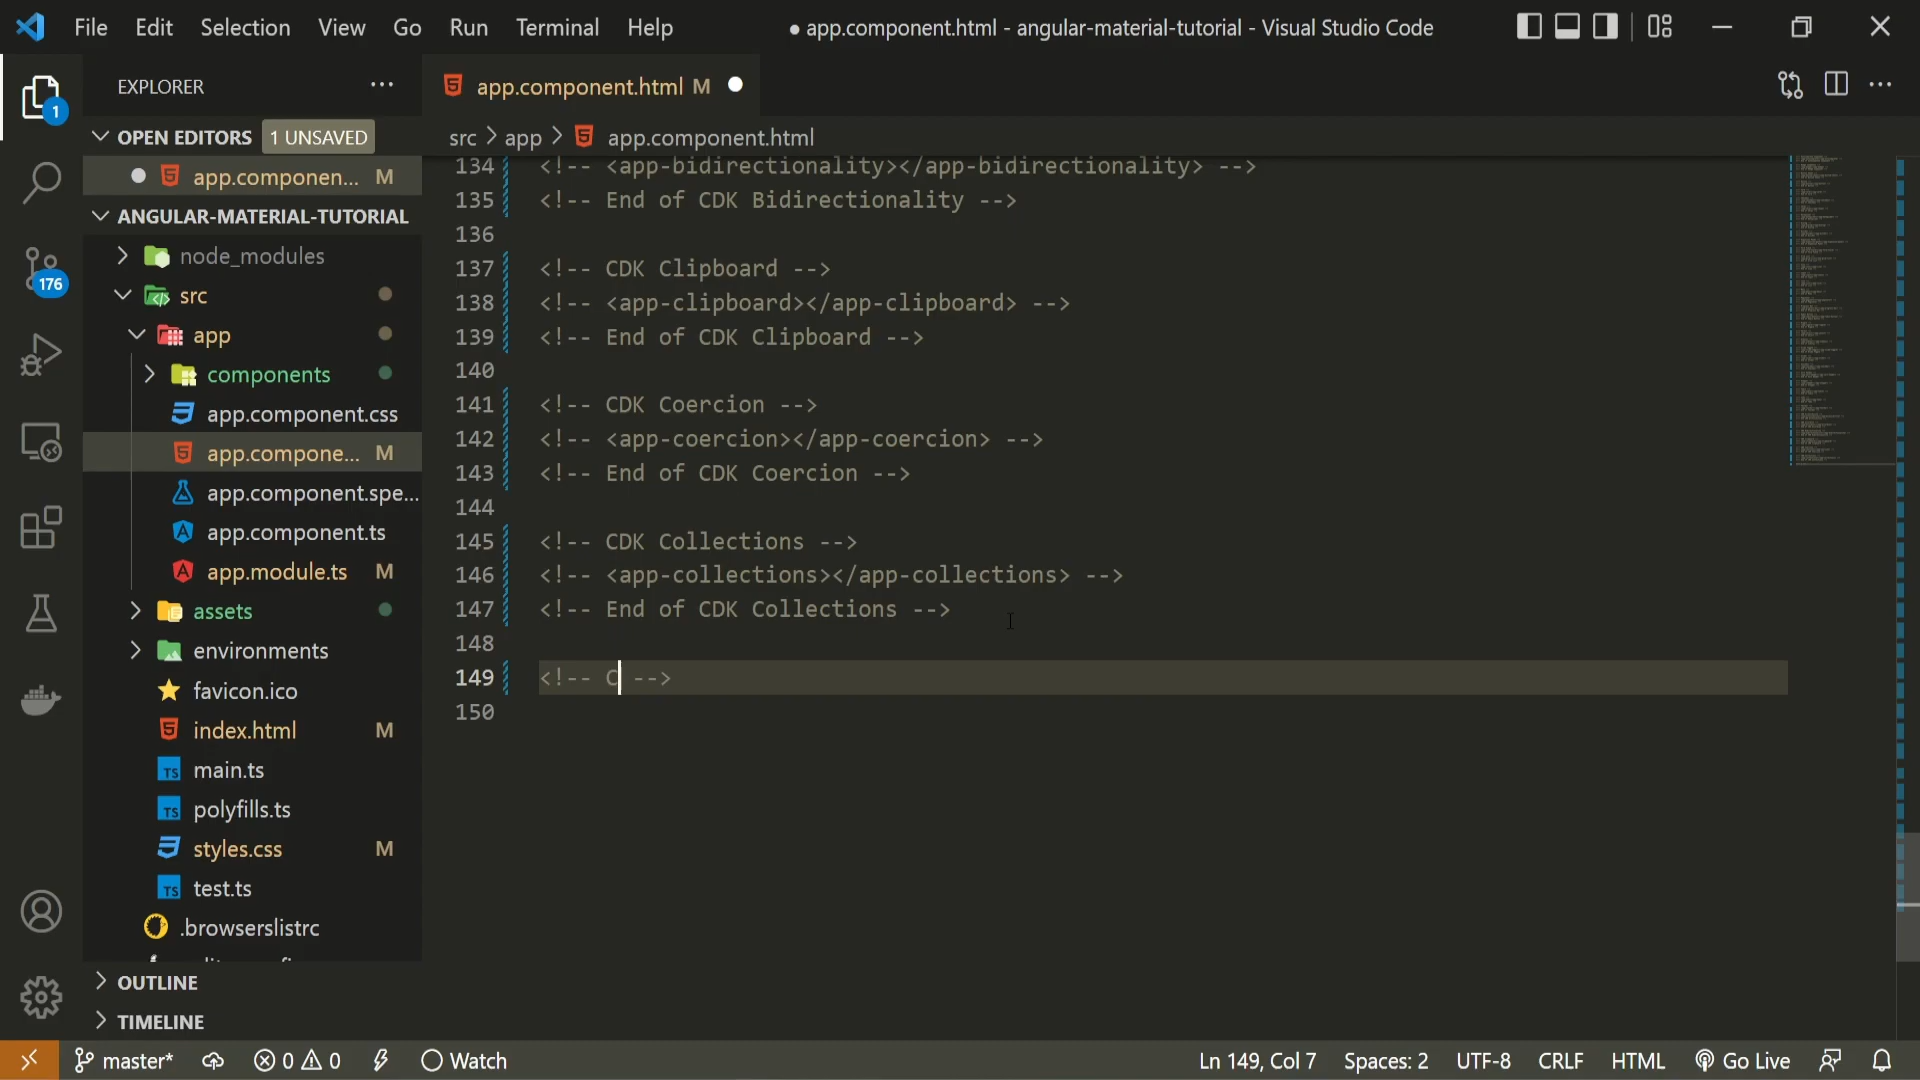 File Edit Selection View Go Run Terminal Help
● app.component.html - angular-material-tutorial - Visual Studio Code
EXPLORER
app.component.html M
OPEN EDITORS 1 UNSAVED
src > app > app.component.html
app.componen... M
ANGULAR-MATERIAL-TUTORIAL
node_modules
src
app
components
app.component.css
app.compone... M
app.component.spe...
app.component.ts
app.module.ts M
assets
environments
favicon.ico
index.html M
main.ts
polyfills.ts
styles.css M
test.ts
.browserslistrc
OUTLINE
TIMELINE
1
176
134 <!-- <app-bidirectionality></app-bidirectionality> -->
135 <!-- End of CDK Bidirectionality -->
136
137 <!-- CDK Clipboard -->
138 <!-- <app-clipboard></app-clipboard> -->
139 <!-- End of CDK Clipboard -->
140
141 <!-- CDK Coercion -->
142 <!-- <app-coercion></app-coercion> -->
143 <!-- End of CDK Coercion -->
144
145 <!-- CDK Collections -->
146 <!-- <app-collections></app-collections> -->
147 <!-- End of CDK Collections -->
148
149 <!-- C -->
150
master* 0 0 Watch
Ln 149, Col 7 Spaces: 2 UTF-8 CRLF HTML Go Live